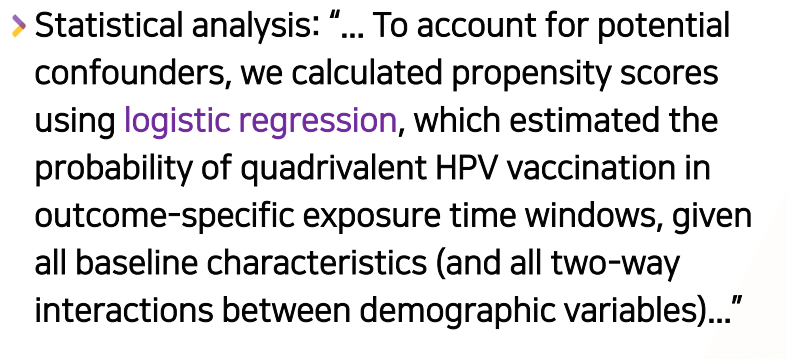 Statistical analysis: “... To account for potential
confounders, we calculated propensity scores
using logistic regression, which estimated the
probability of quadrivalent HPV vaccination in
outcome-specific exposure time windows, given
all baseline characteristics (and all two-way
interactions between demographic variables)...”